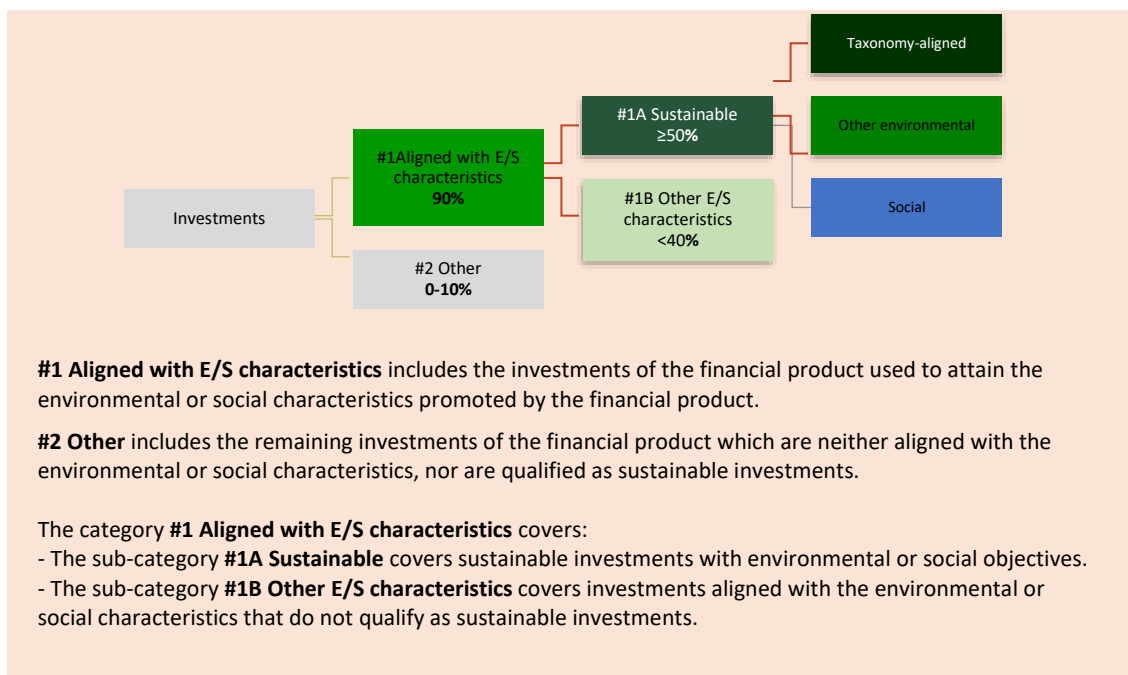 Taxonomy-aligned
#1A Sustainable
≥50%
Other environmental
#1Aligned with E/S
characteristics
90%
#1B Other E/S
characteristics
<40%
Social
Investments
#2 Other
0-10%
#1 Aligned with E/S characteristics includes the investments of the financial product used to attain the
environmental or social characteristics promoted by the financial product.
#2 Other includes the remaining investments of the financial product which are neither aligned with the
environmental or social characteristics, nor are qualified as sustainable investments.
The category #1 Aligned with E/S characteristics covers:
- The sub-category #1A Sustainable covers sustainable investments with environmental or social objectives.
- The sub-category #1B Other E/S characteristics covers investments aligned with the environmental or
social characteristics that do not qualify as sustainable investments.